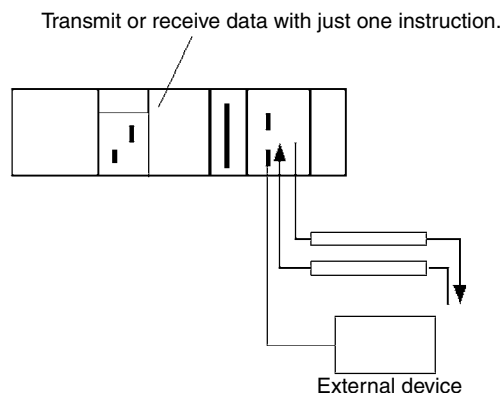 Transmit or receive data with just one instruction.
External device